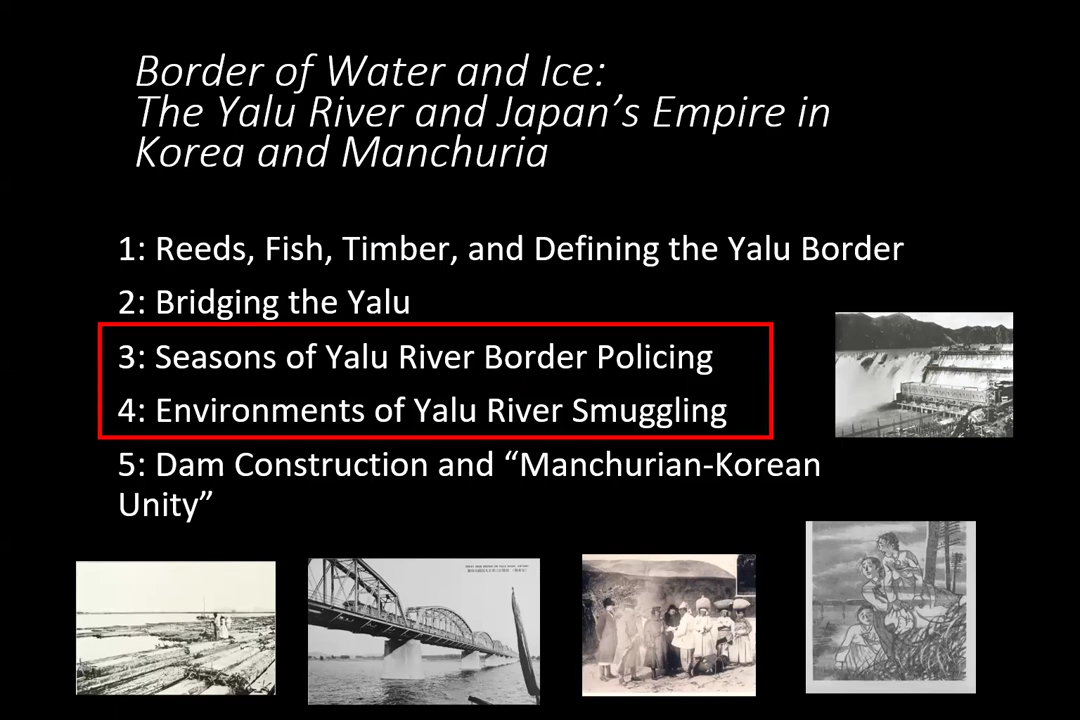 Border of Water and Ice:
The Yalu River and Japan’s Empire in
Korea and Manchuria
1: Reeds, Fish, Timber, and Defining the Yalu Border
2: Bridging the Yalu
3: Seasons of Yalu River Border Policing
4: Environments of Yalu River Smuggling
5: Dam Construction and “Manchurian-Korean
Unity”